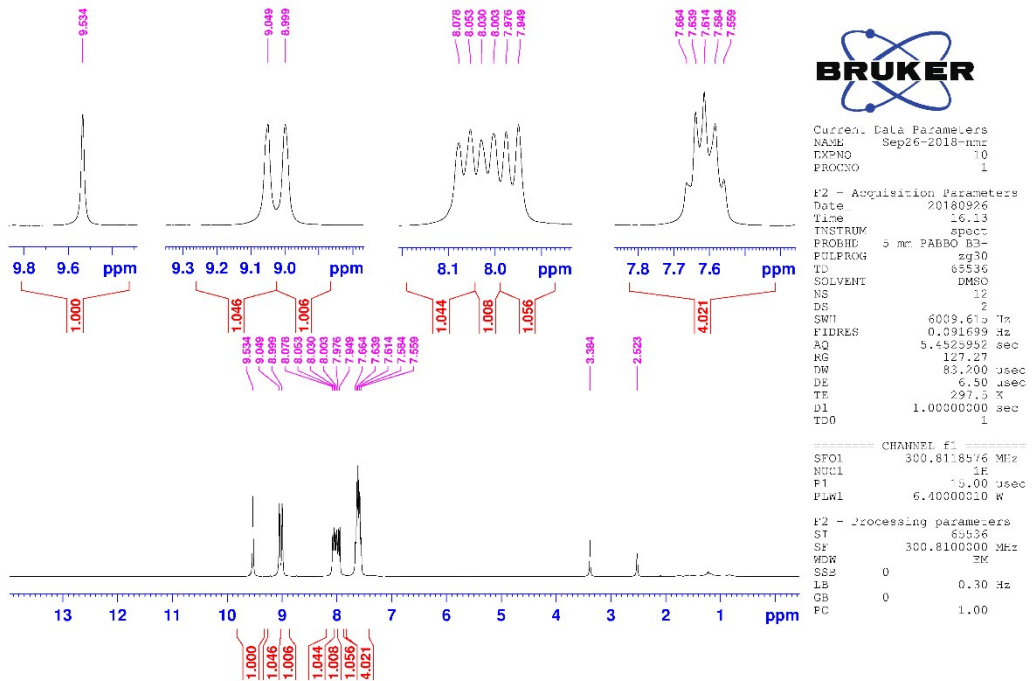 9.534
9.049
8.999
8.078
8.053
8.030
8.003
7.976
7.949
7.664
7.639
7.614
7.584
7.559
9.8 9.6 ppm
9.3 9.2 9.1 9.0 ppm
8.1 8.0 ppm
7.8 7.7 7.6 ppm
1.000
1.046
1.006
1.044
1.008
1.056
4.021
9.534
9.049
8.999
8.078
8.053
8.030
8.003
7.976
7.949
7.664
7.639
7.614
7.584
7.559
3.384
2.523
13 12 11 10 9 8 7 6 5 4 3 2 1 ppm
1.000
1.046
1.006
1.044
1.008
1.056
4.021
BRUKER
Current Data Parameters
NAME Sep26-2018-nmr
EXPNO 10
PROCNO 1
F2 - Acquisition Parameters
Date_ 20180926
Time 16.13
INSTRUM spect
PROBHD 5 mm PABBO BB-
PULPROG zg30
TD 65536
SOLVENT DMSO
NS 12
DS 2
SWH 6009.615 Hz
FIDRES 0.091699 Hz
AQ 5.4525952 sec
RG 127.27
DW 83.200 usec
DE 6.50 usec
TE 297.5 K
D1 1.00000000 sec
TD0 1
======== CHANNEL f1 ========
SFO1 300.8118576 MHz
NUC1 1H
P1 15.00 usec
PLW1 6.40000010 W
F2 - Processing parameters
SI 65536
SF 300.8100000 MHz
WDW EM
SSB 0
LB 0.30 Hz
GB 0
PC 1.00